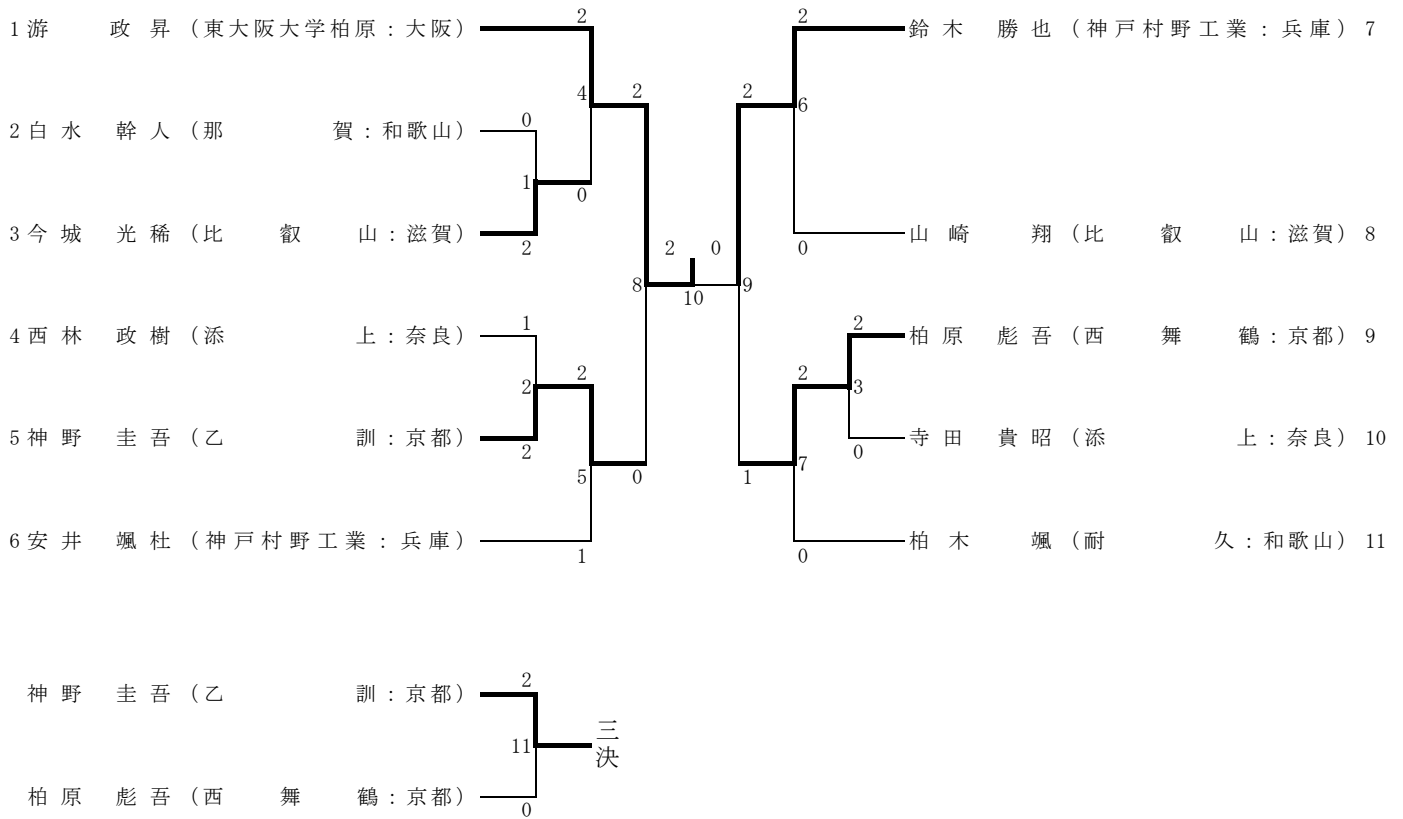 2 2
1 游 政 昇 （東大阪大学柏原：大阪） 鈴 木 勝 也 （神戸村野工業：兵庫） 7
4 2 2 6
0
2 白 水 幹 人 （那 賀：和歌山）
1
0
3 今 城 光 稀 （比 叡 山：滋賀） 山 崎 翔 （比 叡 山：滋賀） 8
2 2 0 0
8 10 9
1 2
4 西 林 政 樹 （添 上：奈良） 柏 原 彪 吾 （西 舞 鶴：京都） 9
2 2 2 3
5 神 野 圭 吾 （乙 訓：京都） 寺 田 貴 昭 （添 上：奈良） 10
2 0
5 0 1 7
6 安 井 颯 杜 （神戸村野工業：兵庫） 柏 木 颯 （耐 久：和歌山） 11
1 0
2
神 野 圭 吾 （乙 訓：京都）
11 三決
柏 原 彪 吾 （西 舞 鶴：京都）
0